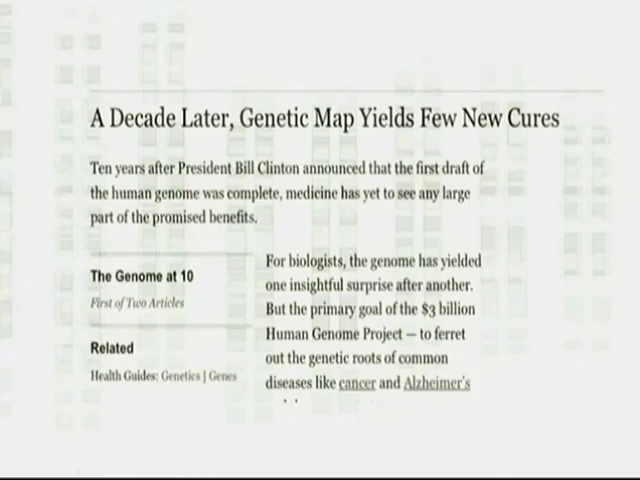 A Decade Later, Genetic Map Yields Few New Cures
Ten years after President Bill Clinton announced that the first draft of
the human genome was complete, medicine has yet to see any large
part of the promised benefits.
The Genome at 10
First of Two Articles
Related
Health Guides: Genetics | Genes
For biologists, the genome has yielded
one insightful surprise after another.
But the primary goal of the $3 billion
Human Genome Project — to ferret
out the genetic roots of common
diseases like cancer and Alzheimer's